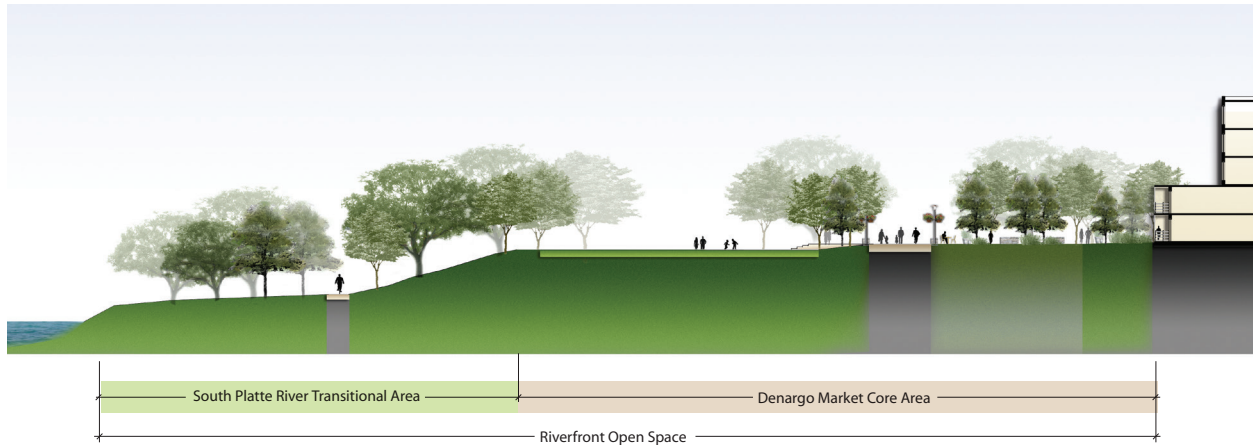 South Platte River Transitional Area
Denargo Market Core Area
Riverfront Open Space